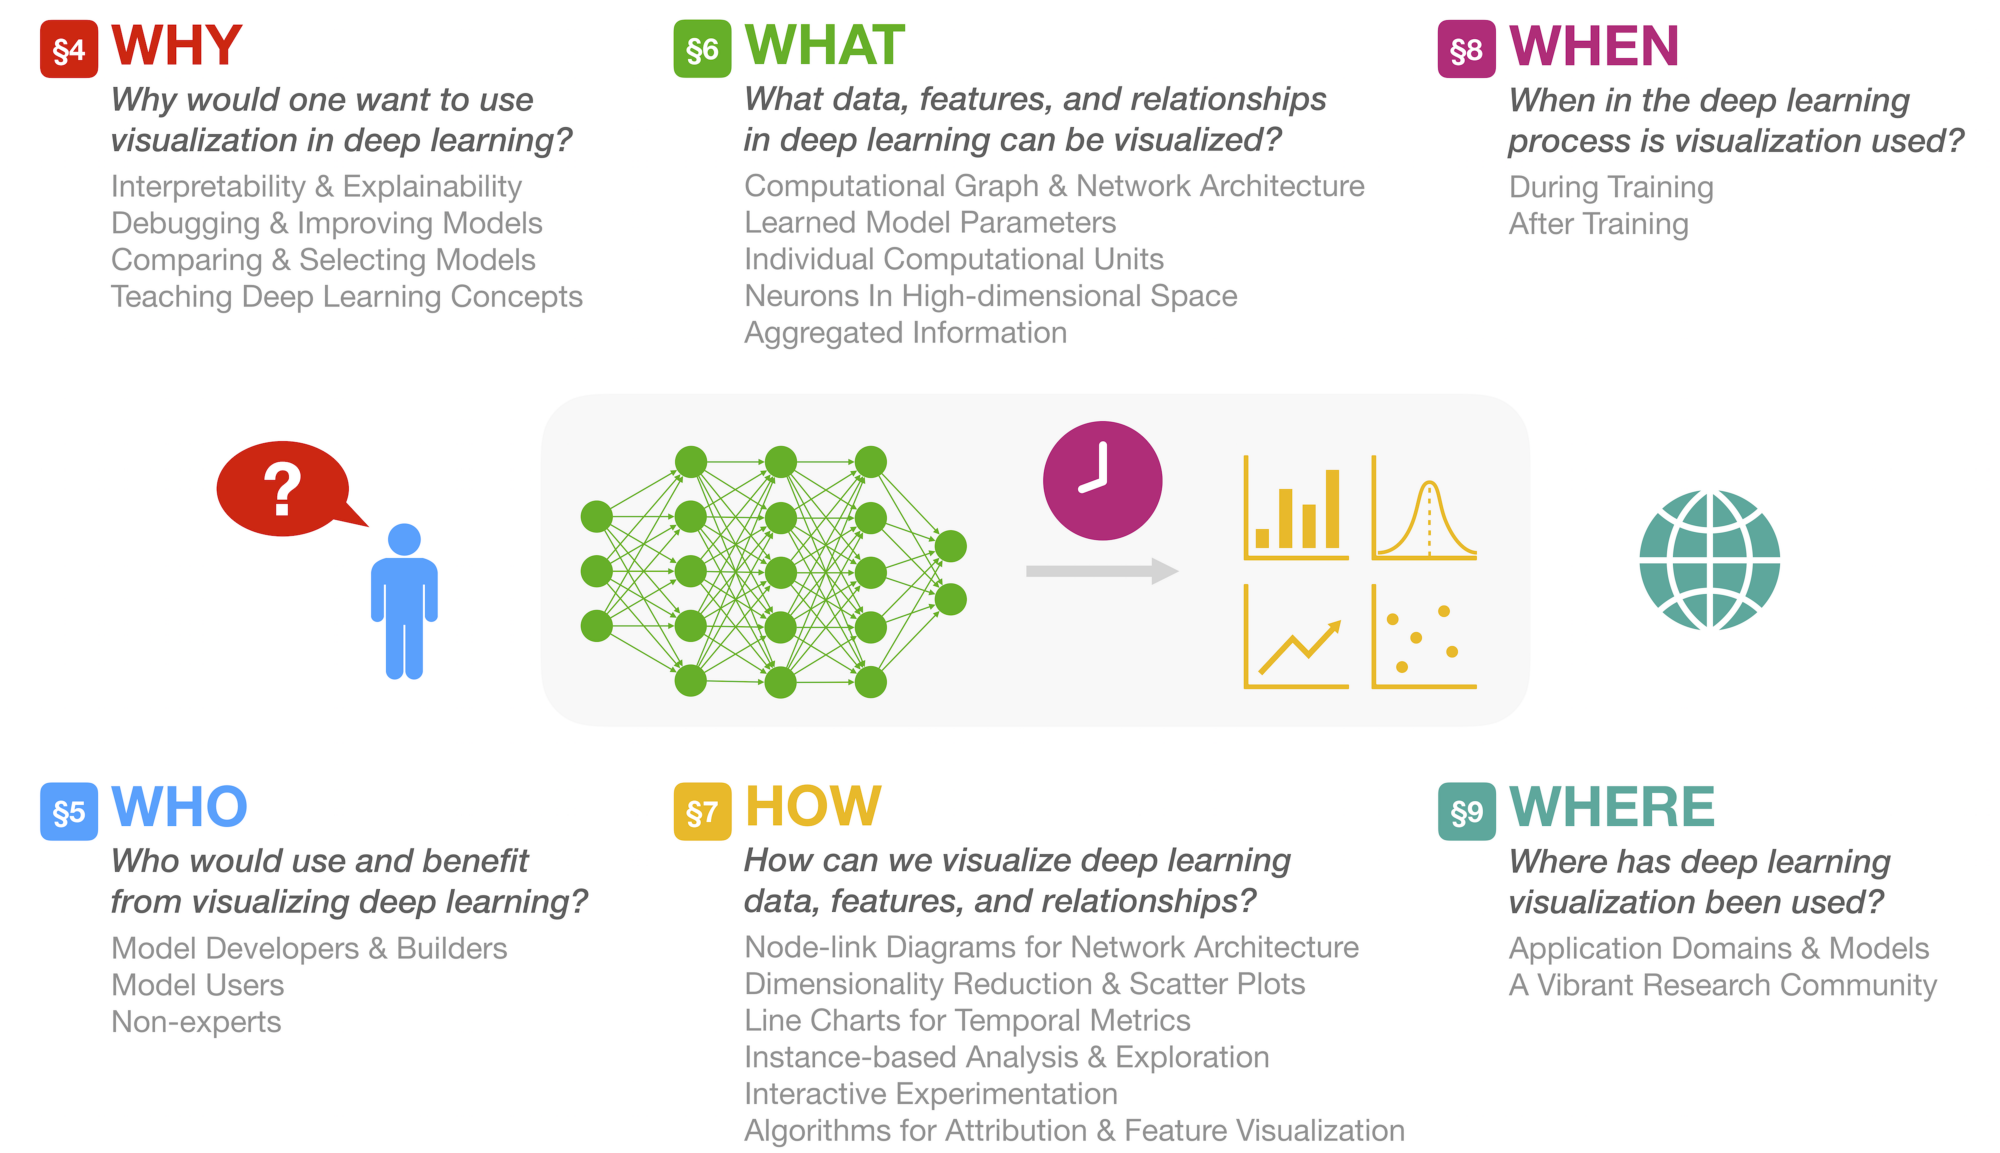 §4 WHY
Why would one want to use
visualization in deep learning?
Interpretability & Explainability
Debugging & Improving Models
Comparing & Selecting Models
Teaching Deep Learning Concepts
§6 WHAT
What data, features, and relationships
in deep learning can be visualized?
Computational Graph & Network Architecture
Learned Model Parameters
Individual Computational Units
Neurons In High-dimensional Space
Aggregated Information
§8 WHEN
When in the deep learning
process is visualization used?
During Training
After Training
?
§5 WHO
Who would use and benefit
from visualizing deep learning?
Model Developers & Builders
Model Users
Non-experts
§7 HOW
How can we visualize deep learning
data, features, and relationships?
Node-link Diagrams for Network Architecture
Dimensionality Reduction & Scatter Plots
Line Charts for Temporal Metrics
Instance-based Analysis & Exploration
Interactive Experimentation
Algorithms for Attribution & Feature Visualization
§9 WHERE
Where has deep learning
visualization been used?
Application Domains & Models
A Vibrant Research Community